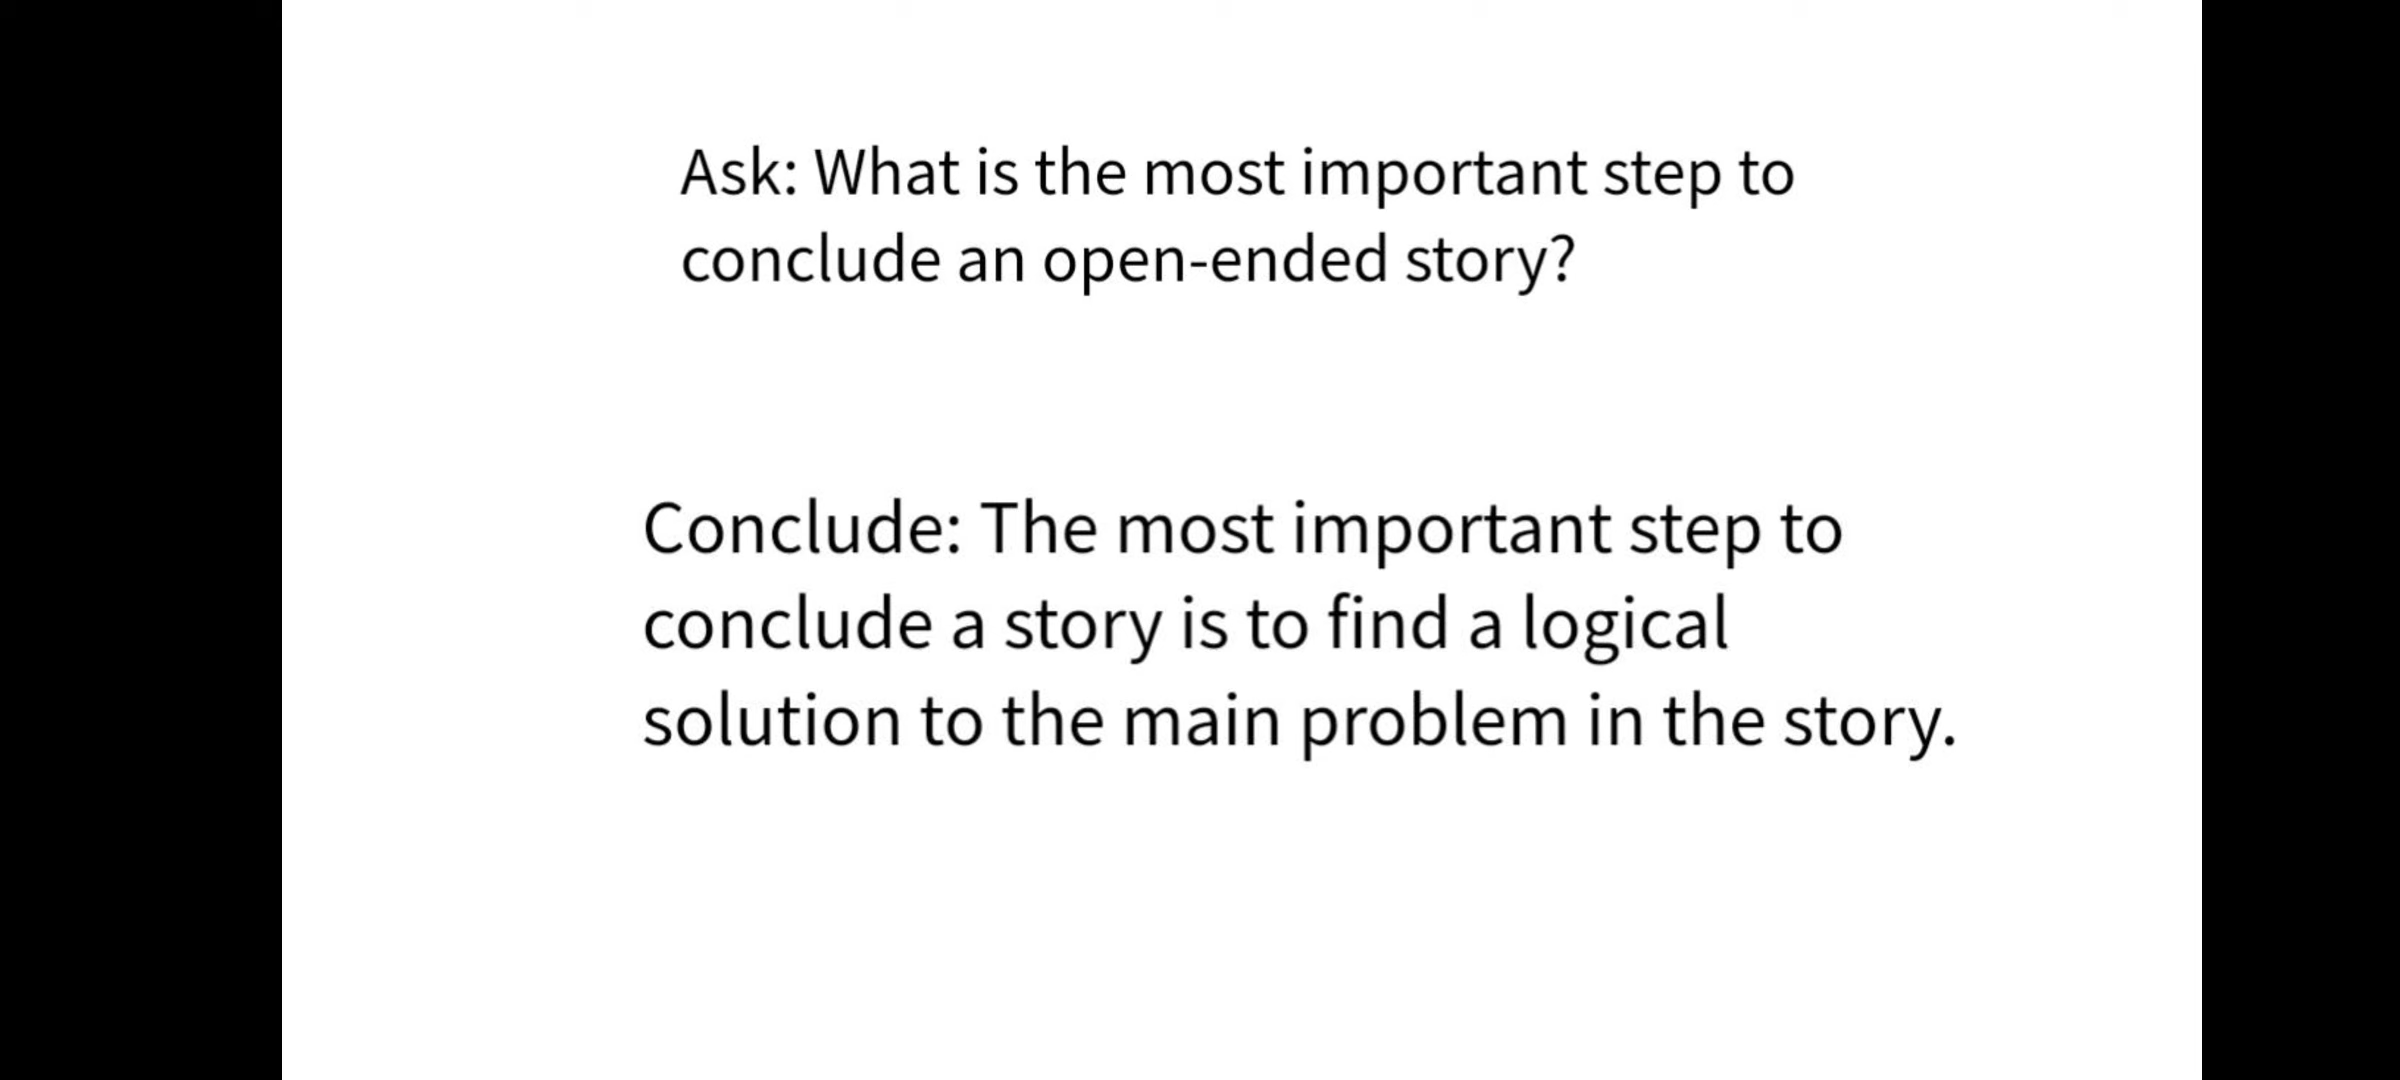 Ask: What is the most important step to
conclude an open-ended story?
Conclude: The most important step to
conclude a story is to find a logical
solution to the main problem in the story.